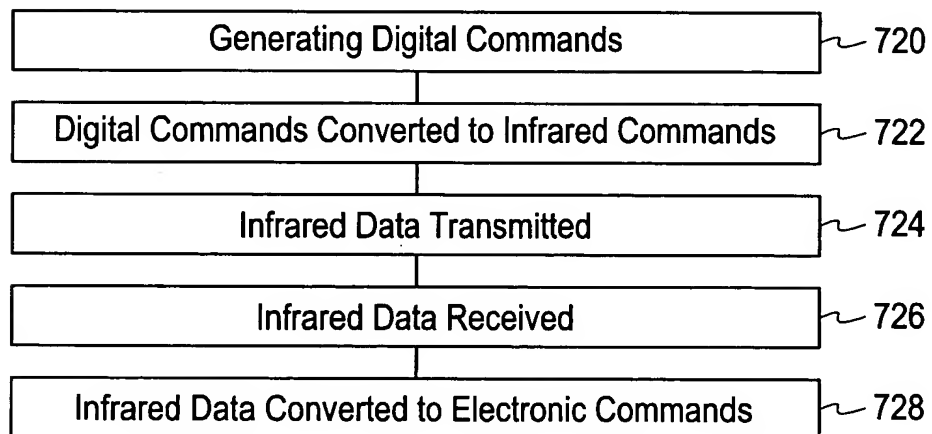 Generating Digital Commands 720
Digital Commands Converted to Infrared Commands 722
Infrared Data Transmitted 724
Infrared Data Received 726
Infrared Data Converted to Electronic Commands 728